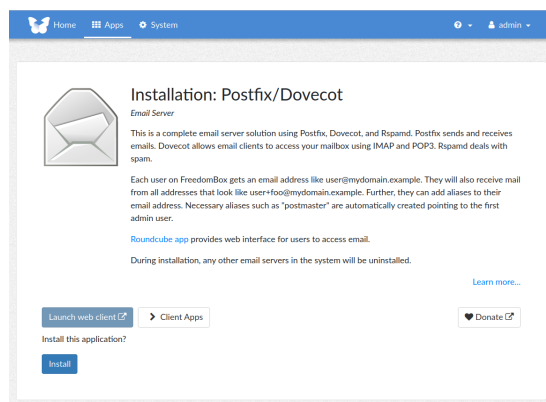 Home Apps System admin
Installation: Postfix/Dovecot
Email Server
This is a complete email server solution using Postfix, Dovecot, and Rspamd. Postfix sends and receives
emails. Dovecot allows email clients to access your mailbox using IMAP and POP3. Rspamd deals with
spam.
Each user on FreedomBox gets an email address like user@mydomain.example. They will also receive mail
from all addresses that look like user+foo@mydomain.example. Further, they can add aliases to their
email address. Necessary aliases such as "postmaster" are automatically created pointing to the first
admin user.
Roundcube app provides web interface for users to access email.
During installation, any other email servers in the system will be uninstalled.
Learn more...
Launch web client Client Apps Donate
Install this application?
Install